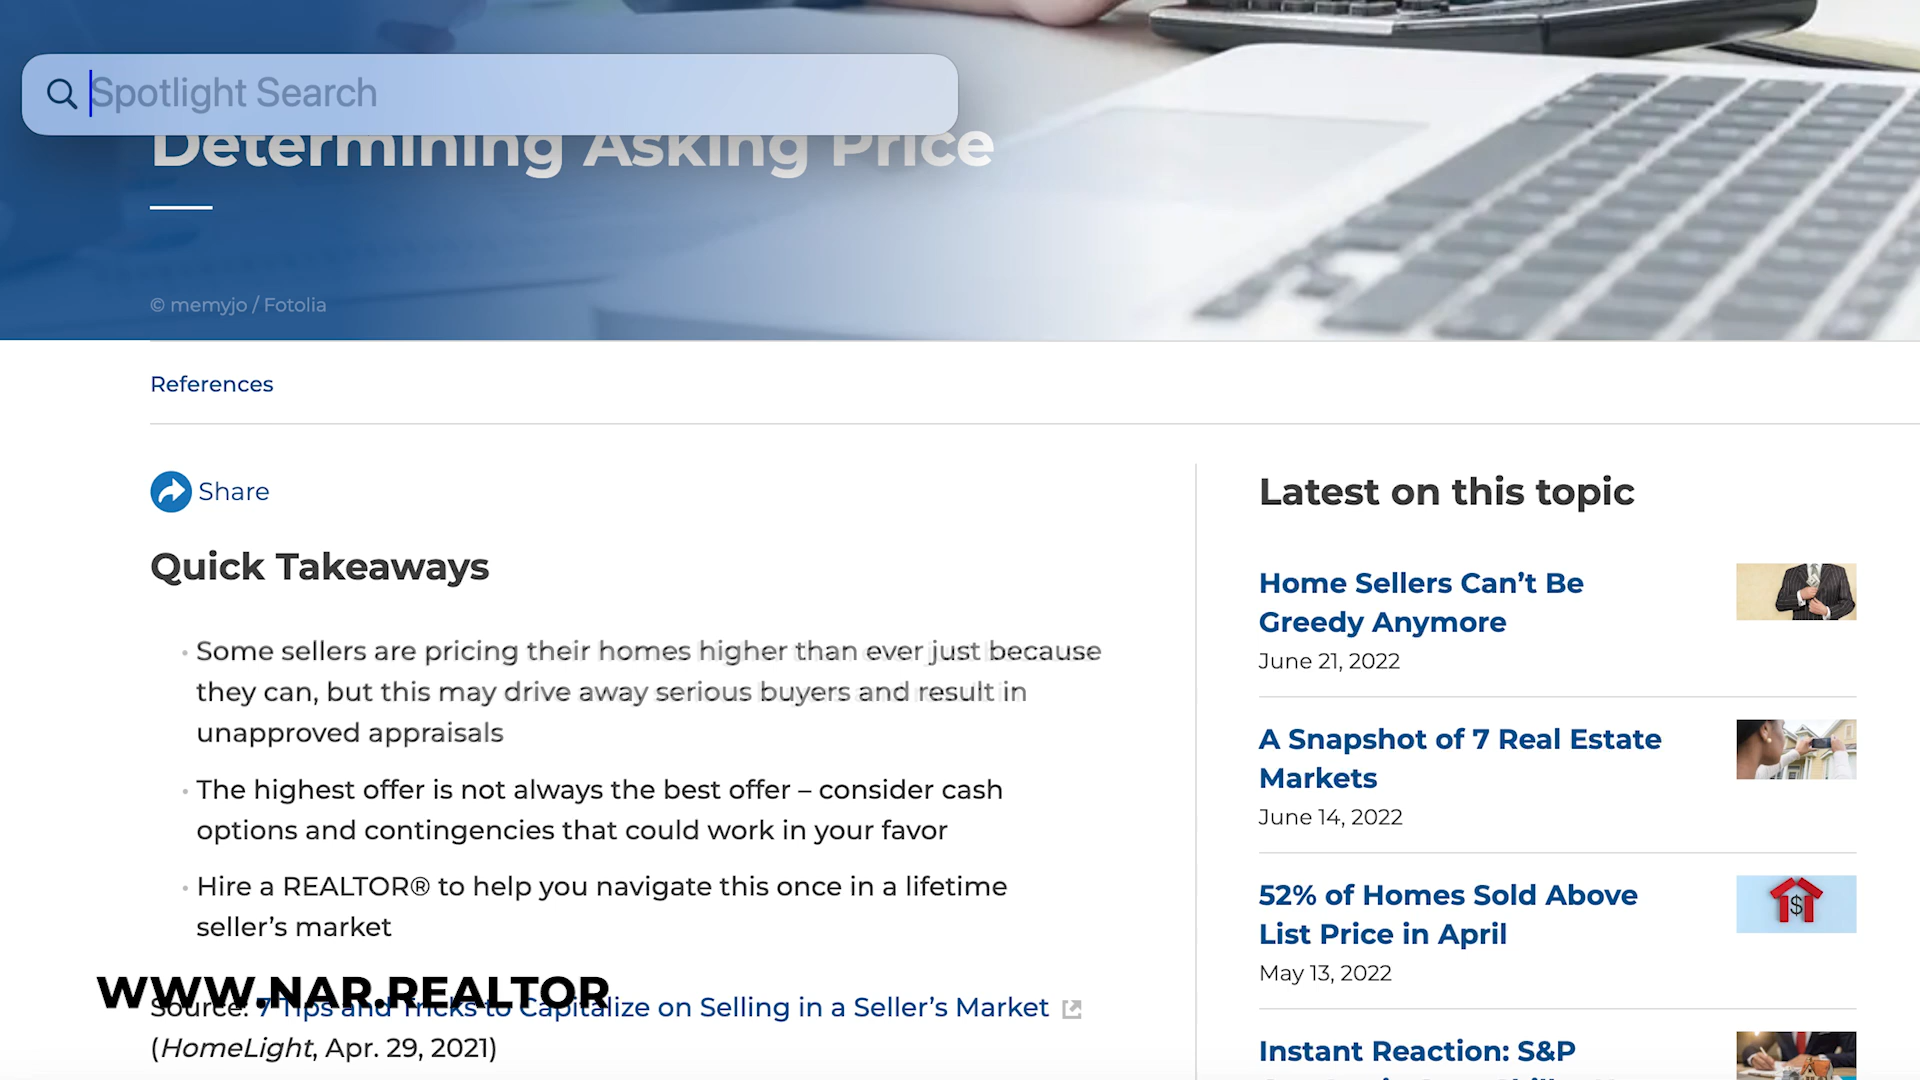 Spotlight Search
Determining Asking Price
© memyjo / Fotolia
References
Share
Quick Takeaways
• Some sellers are pricing their homes higher than ever just because
they can, but this may drive away serious buyers and result in
unapproved appraisals
• The highest offer is not always the best offer – consider cash
options and contingencies that could work in your favor
• Hire a REALTOR® to help you navigate this once in a lifetime
seller’s market
WWW.NAR.REALTOR
Source: 7 Tips and Tricks to Capitalize on Selling in a Seller’s Market
(HomeLight, Apr. 29, 2021)
Latest on this topic
Home Sellers Can’t Be
Greedy Anymore
June 21, 2022
A Snapshot of 7 Real Estate
Markets
June 14, 2022
52% of Homes Sold Above
List Price in April
May 13, 2022
Instant Reaction: S&P